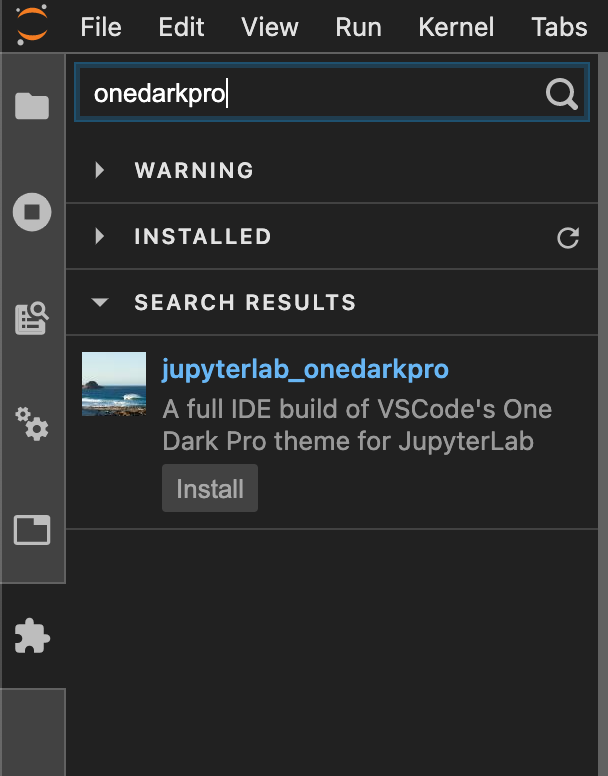 File Edit View Run Kernel Tabs
onedarkpro
WARNING
INSTALLED
SEARCH RESULTS
jupyterlab_onedarkpro
A full IDE build of VSCode's One
Dark Pro theme for JupyterLab
Install